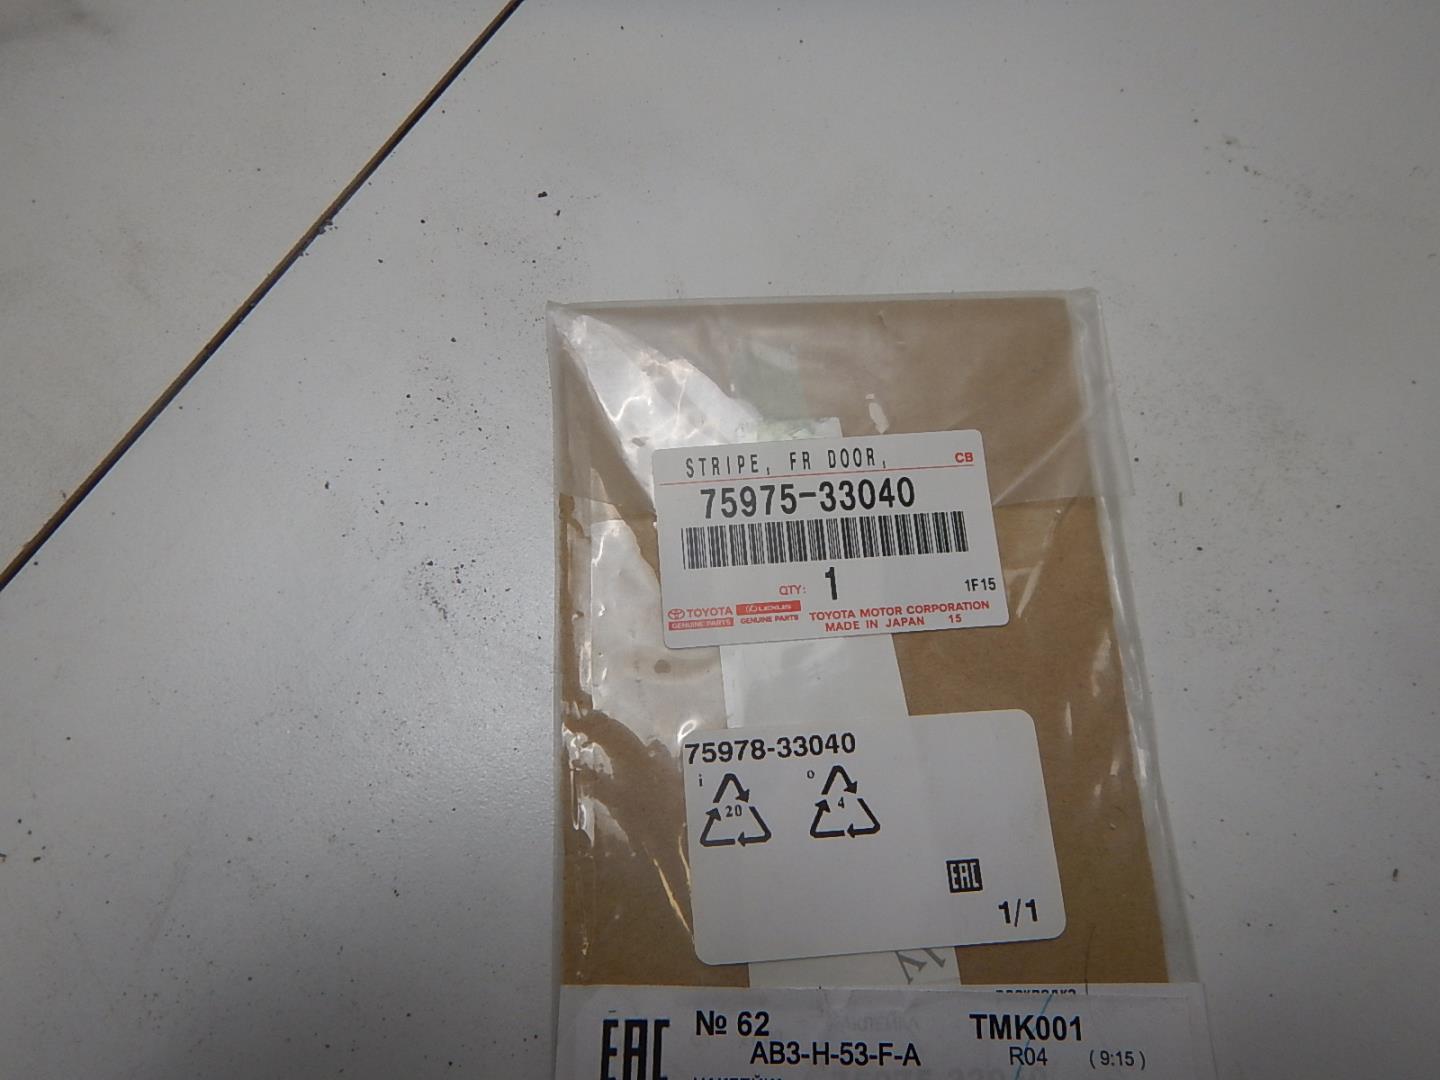 STRIPE, FR DOOR, CB
75975-33040
QTY: 1 1F15
TOYOTA LEXUS TOYOTA MOTOR CORPORATION
GENUINE PARTS GENUINE PARTS MADE IN JAPAN 15
75978-33040
i o
20 4
EAC
1/1
EAC № 62 TMK001
AB3-H-53-F-A R04 (9:15)